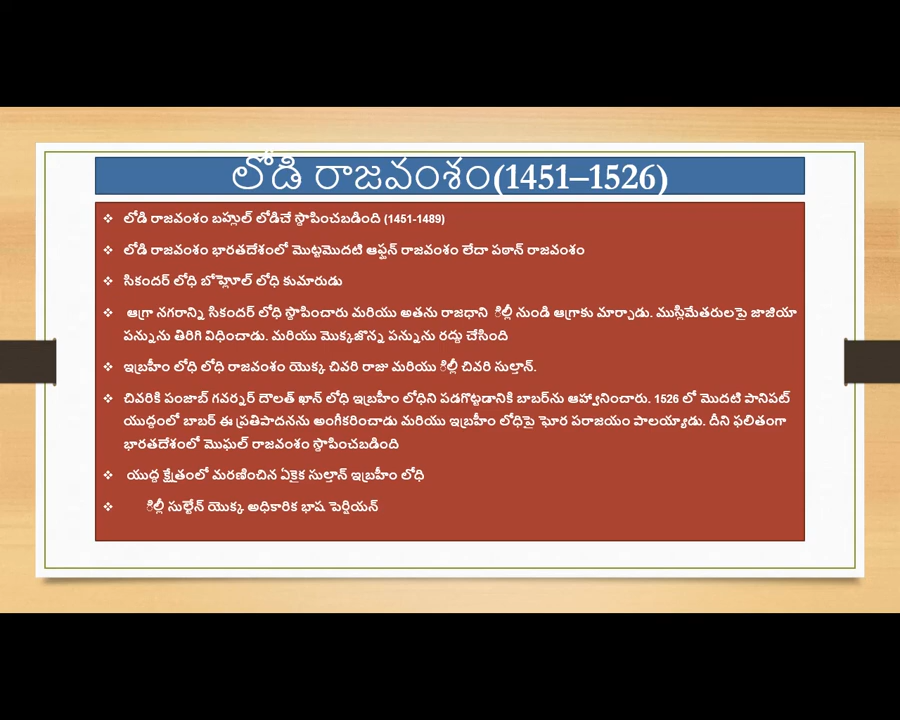 లోడి రాజవంశం(1451–1526)
❖ లోడి రాజవంశం బహ్లుల్ లోడిచే స్థాపించబడింది (1451-1489)
❖ లోడి రాజవంశం భారతదేశంలో మొట్టమొదటి ఆఫ్ఘన్ రాజవంశం లేదా పఠాన్ రాజవంశం
❖ సికందర్ లోధి బోహ్లూల్ లోధి కుమారుడు
❖ ఆగ్రా నగరాన్ని సికందర్ లోధి స్థాపించారు మరియు అతను రాజధాని ిల్లీ నుండి ఆగ్రాకు మార్చాడు. ముస్లిమేతరులపై జాజియా
పన్నును తిరిగి విధించాడు. మరియు మొక్కజొన్న పన్నును రద్దు చేసింది
❖ ఇబ్రహీం లోధి లోధి రాజవంశం యొక్క చివరి రాజు మరియు ిల్లీ చివరి సుల్తాన్.
❖ చివరికి పంజాబ్ గవర్నర్ దౌలత్ ఖాన్ లోధి ఇబ్రహీం లోధిని పడగొట్టడానికి బాబర్‌ను ఆహ్వానించారు. 1526 లో మొదటి పానిపట్
యుద్ధంలో బాబర్ ఈ ప్రతిపాదనను అంగీకరించాడు మరియు ఇబ్రహీం లోధిపై ఘోర పరాజయం పాలయ్యాడు. దీని ఫలితంగా
భారతదేశంలో మొఘల్ రాజవంశం స్థాపించబడింది
❖ యుద్ధ క్షేత్రంలో మరణించిన ఏకైక సుల్తాన్ ఇబ్రహీం లోధి
❖ ిల్లీ సుల్టేన్ యొక్క అధికారిక భాష పెర్షియన్